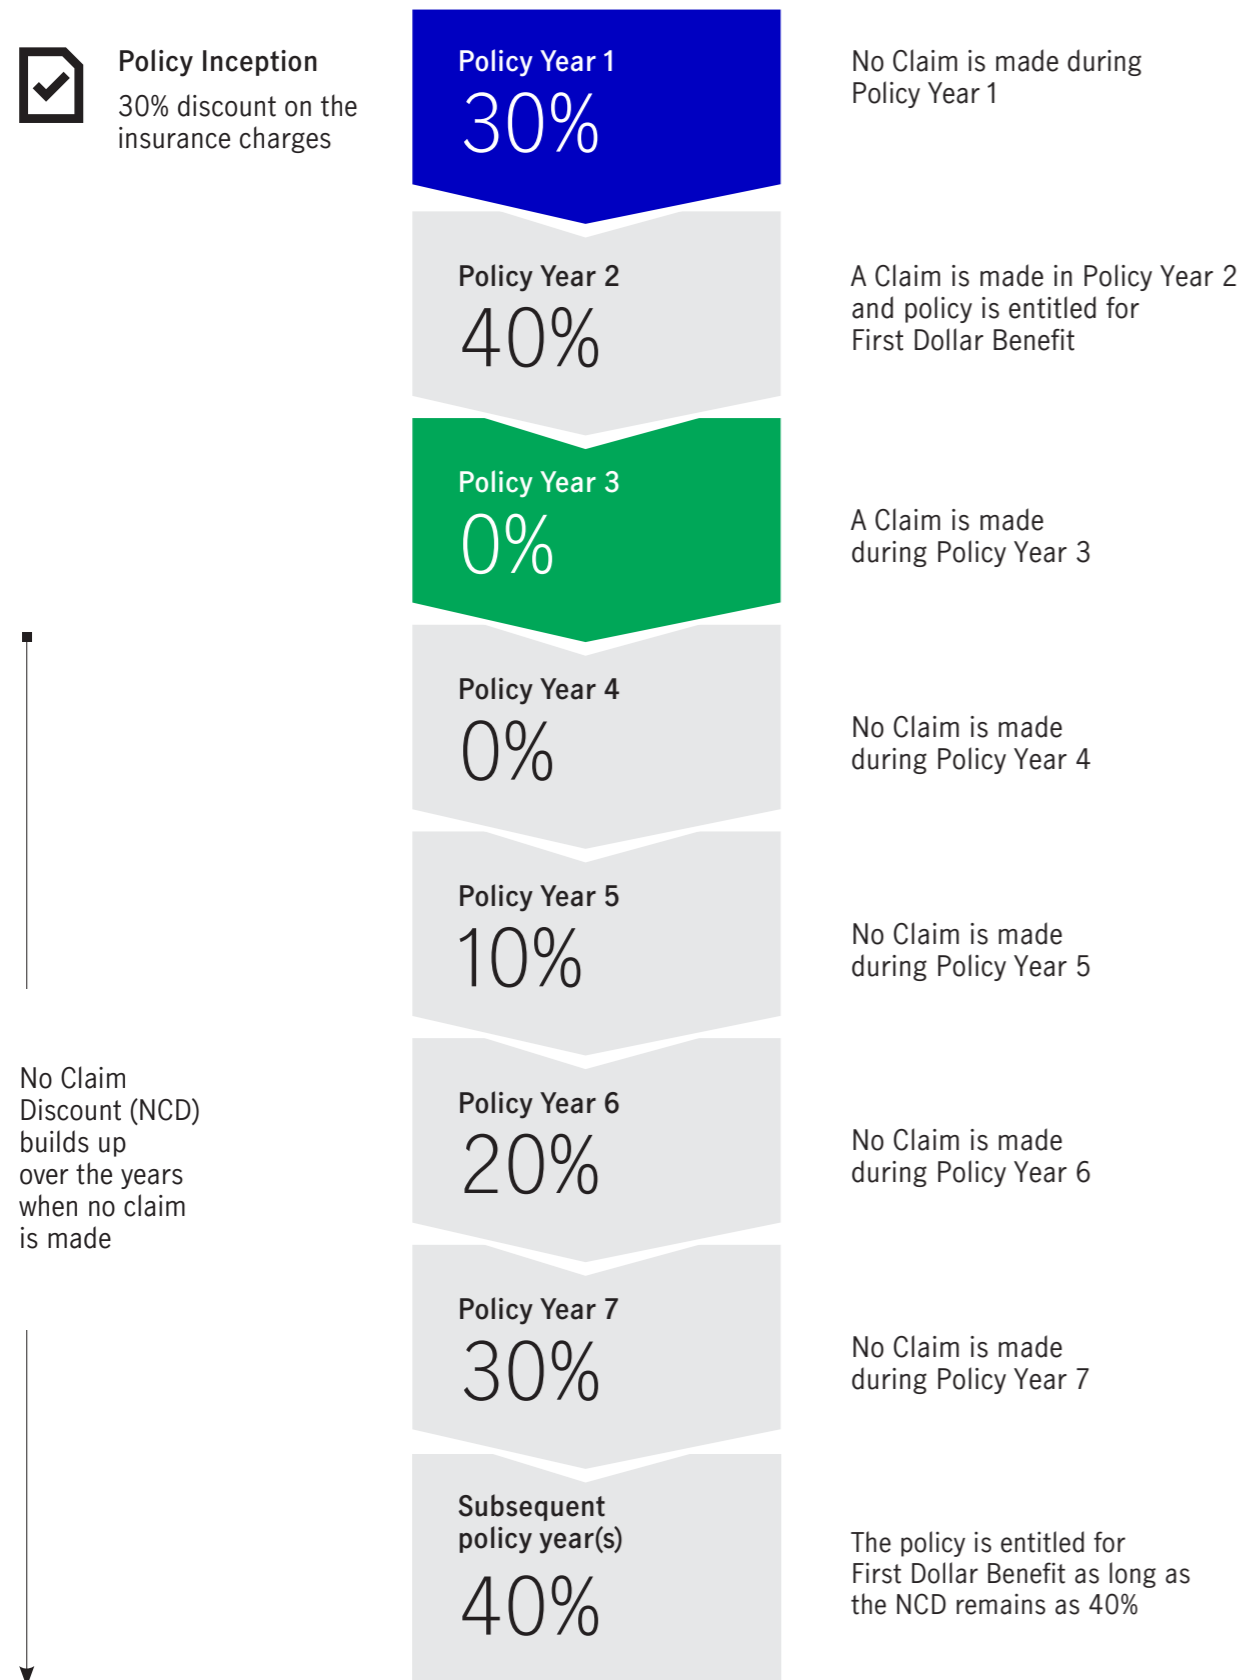 Policy Inception
30% discount on the
insurance charges
Policy Year 1
30%
No Claim is made during
Policy Year 1
Policy Year 2
40%
A Claim is made in Policy Year 2
and policy is entitled for
First Dollar Benefit
Policy Year 3
0%
A Claim is made
during Policy Year 3
Policy Year 4
0%
No Claim is made
during Policy Year 4
Policy Year 5
10%
No Claim is made
during Policy Year 5
No Claim
Discount (NCD)
builds up
over the years
when no claim
is made
Policy Year 6
20%
No Claim is made
during Policy Year 6
Policy Year 7
30%
No Claim is made
during Policy Year 7
Subsequent
policy year(s)
40%
The policy is entitled for
First Dollar Benefit as long as
the NCD remains as 40%